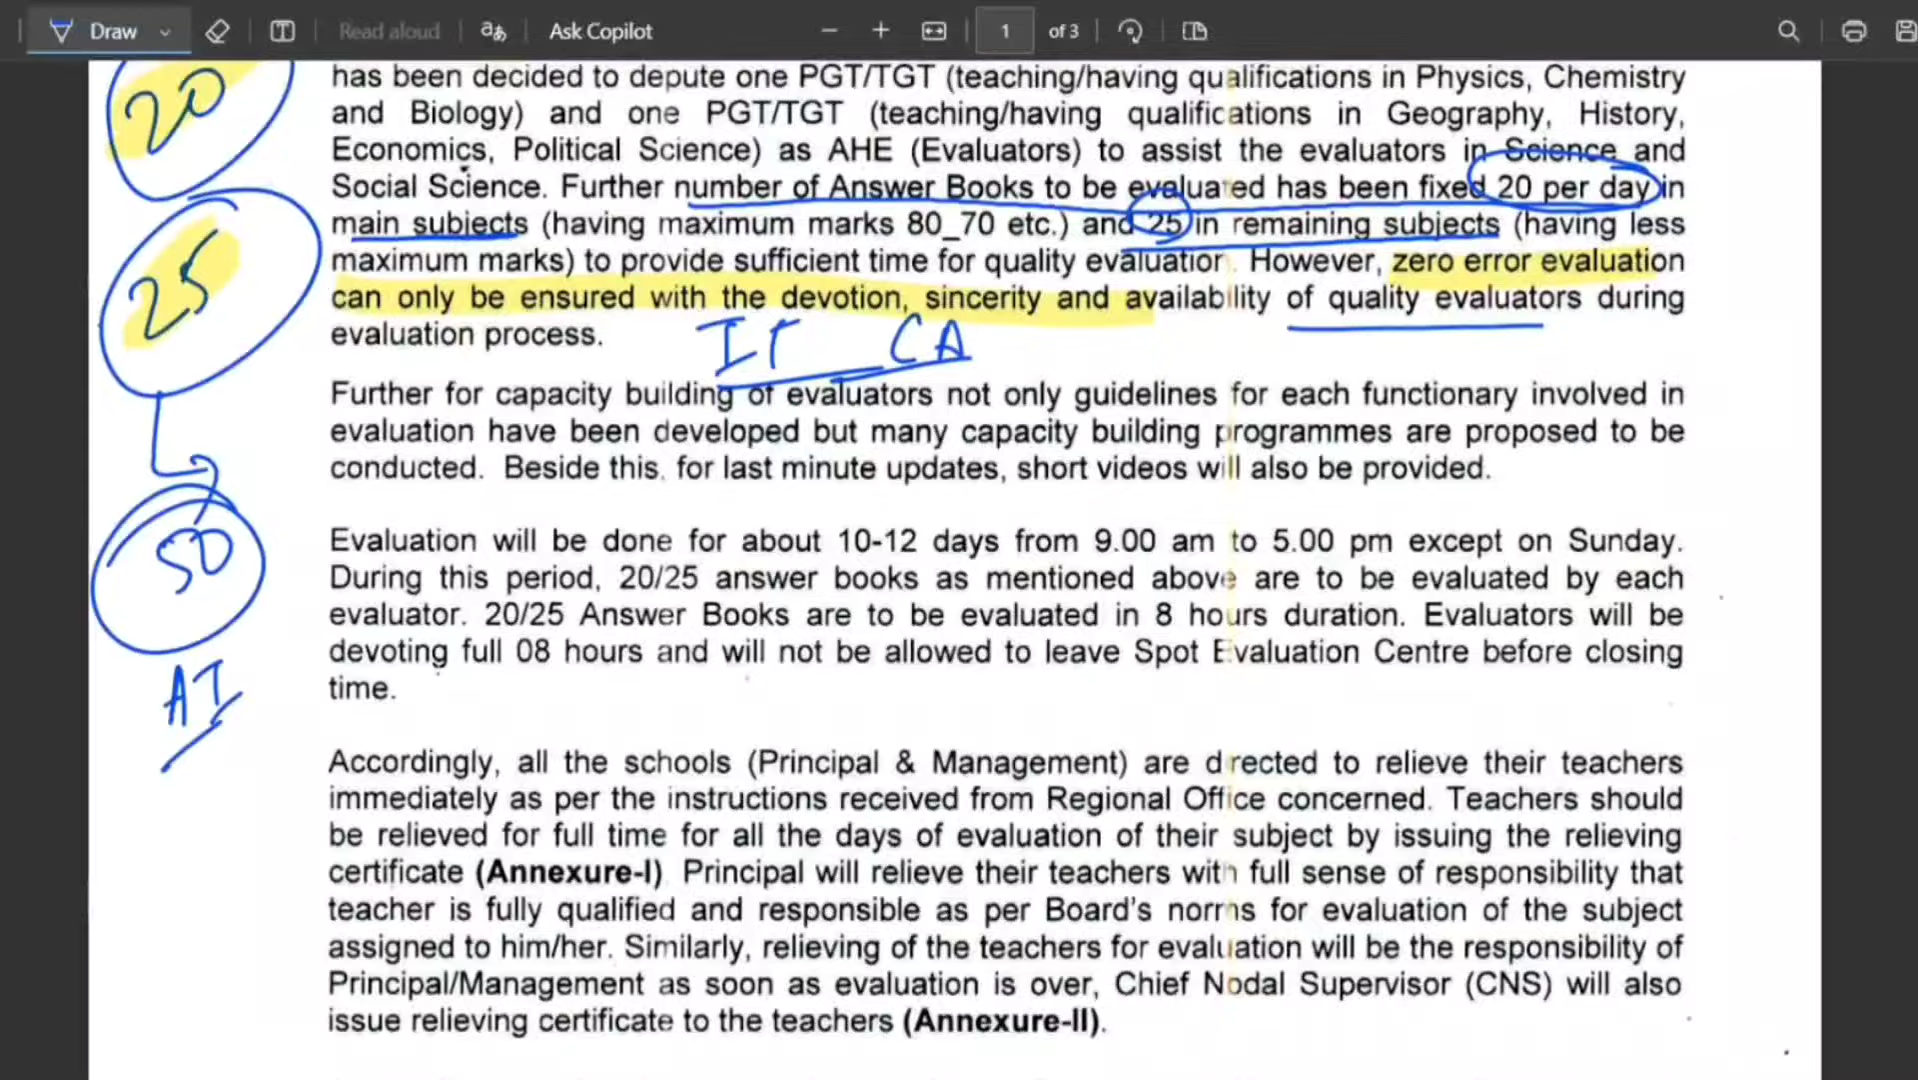 Draw Read aloud aあ Ask Copilot 1 of 3
20
has been decided to depute one PGT/TGT (teaching/having qualifications in Physics, Chemistry
and Biology) and one PGT/TGT (teaching/having qualifications in Geography, History,
Economics, Political Science) as AHE (Evaluators) to assist the evaluators in Science and
Social Science. Further number of Answer Books to be evaluated has been fixed 20 per day in
main subjects (having maximum marks 80_70 etc.) and 25 in remaining subjects (having less
25
maximum marks) to provide sufficient time for quality evaluation. However, zero error evaluation
can only be ensured with the devotion, sincerity and availability of quality evaluators during
evaluation process.
CA
Further for capacity building of evaluators not only guidelines for each functionary involved in
evaluation have been developed but many capacity building programmes are proposed to be
conducted. Beside this, for last minute updates, short videos will also be provided.
50
Evaluation will be done for about 10-12 days from 9.00 am to 5.00 pm except on Sunday.
During this period, 20/25 answer books as mentioned above are to be evaluated by each
evaluator. 20/25 Answer Books are to be evaluated in 8 hours duration. Evaluators will be
devoting full 08 hours and will not be allowed to leave Spot Evaluation Centre before closing
time.
AI
Accordingly, all the schools (Principal & Management) are directed to relieve their teachers
immediately as per the instructions received from Regional Office concerned. Teachers should
be relieved for full time for all the days of evaluation of their subject by issuing the relieving
certificate (Annexure-I) Principal will relieve their teachers with full sense of responsibility that
teacher is fully qualified and responsible as per Board's norms for evaluation of the subject
assigned to him/her. Similarly, relieving of the teachers for evaluation will be the responsibility of
Principal/Management as soon as evaluation is over, Chief Nodal Supervisor (CNS) will also
issue relieving certificate to the teachers (Annexure-II).